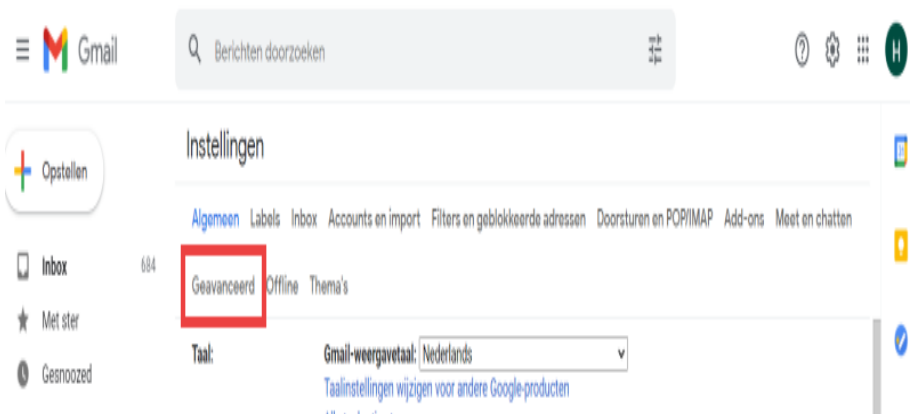 Gmail
Berichten doorzoeken
H
Opstellen
Inbox 684
Met ster
Gesnoozed
Instellingen
Algemeen Labels Inbox Accounts en import Filters en geblokkeerde adressen Doorsturen en POP/IMAP Add-ons Meet en chatten
Geavanceerd Offline Thema's
Taal: Gmail-weergavetaal: Nederlands
Taalinstellingen wijzigen voor andere Google-producten